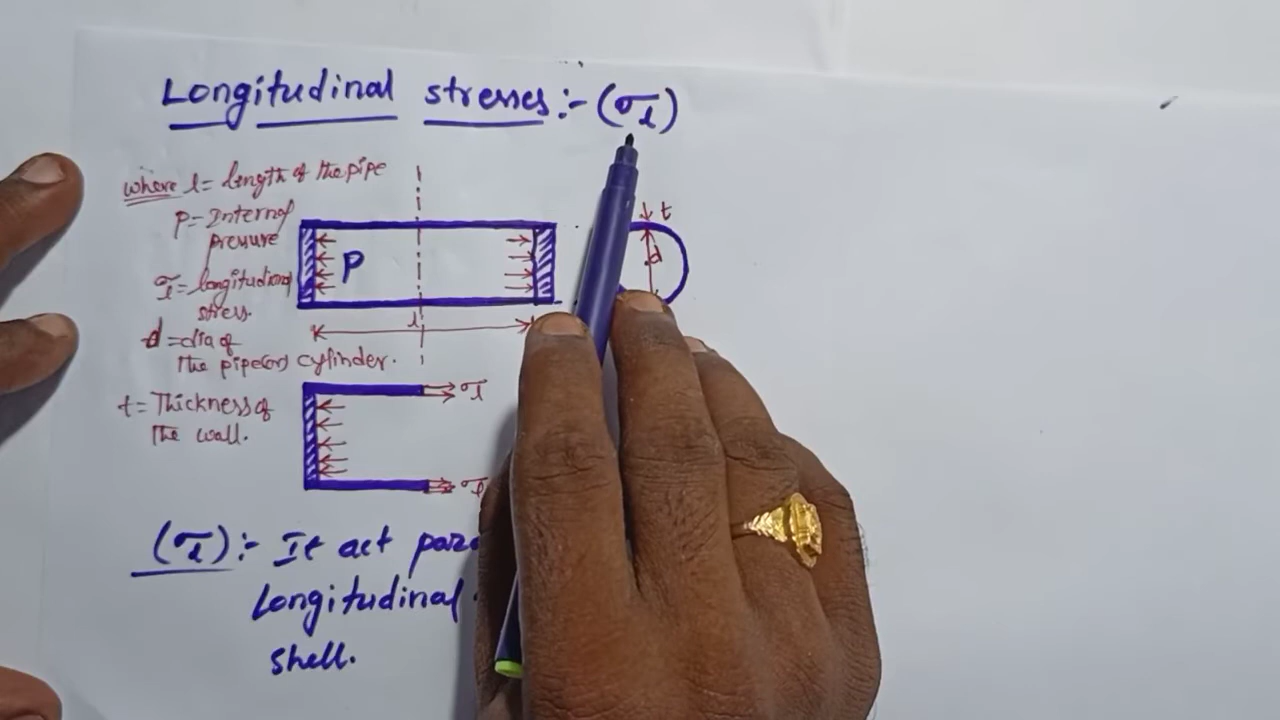 Longitudinal stresses:- (σl)
where l = length of the pipe
P = Internal
pressure
σl = longitudinal
stress.
d = dia of
the pipe(or) cylinder.
t = Thickness of
the wall.
P
l
t
d
σl
σl
(σl):- It act
Longitudinal
shell.